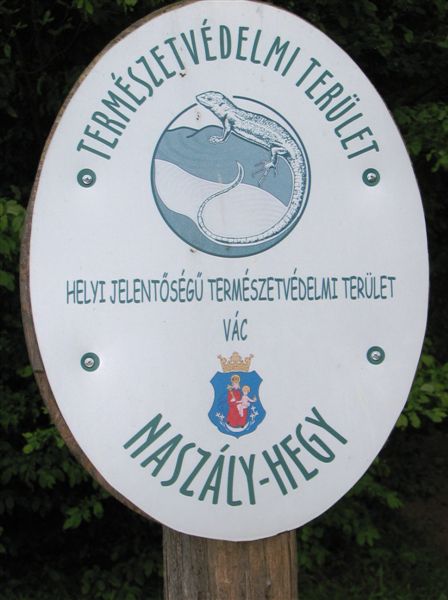 TERMÉSZETVÉDELMI TERÜLET
HELYI JELENTŐSÉGŰ TERMÉSZETVÉDELMI TERÜLET
VÁC
NASZÁLY-HEGY